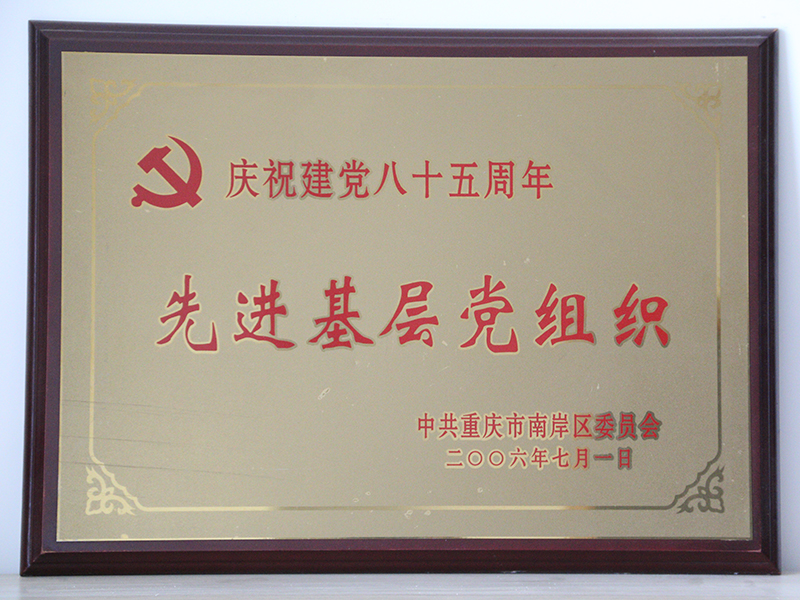 庆祝建党八十五周年
先进基层党组织
中共重庆市南岸区委员会
二〇〇六年七月一日